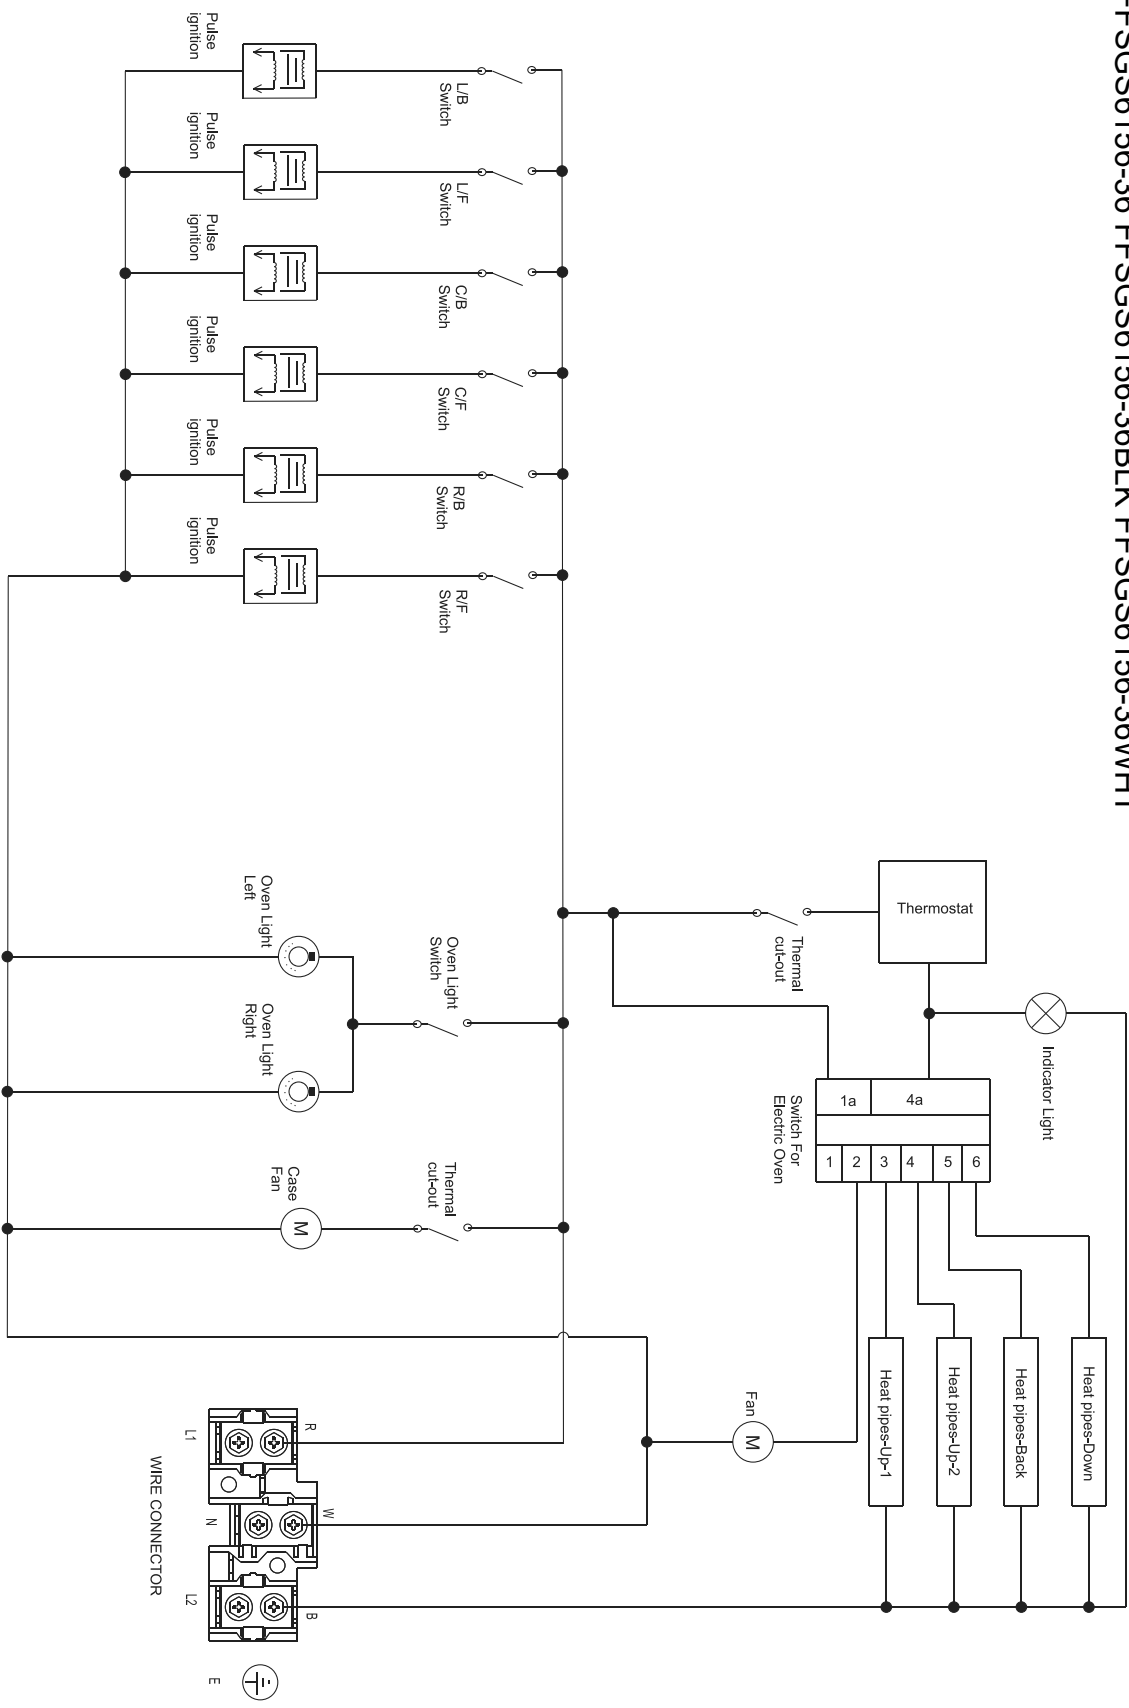 FFSGS6156-36 FFSGS6156-36BLK FFSGS6156-36WHT
Pulse
ignition
L/B
Switch
Pulse
ignition
L/F
Switch
Pulse
ignition
C/B
Switch
Pulse
ignition
C/F
Switch
Pulse
ignition
R/B
Switch
Pulse
ignition
R/F
Switch
Thermostat
Thermal
cut-out
Indicator Light
Oven Light
Left
Oven Light
Switch
Oven Light
Right
1a
4a
Switch For
Electric Oven
1
2
3
4
5
6
Case
Fan
M
Thermal
cut-out
Fan
M
Heat pipes-Up-1
Heat pipes-Up-2
Heat pipes-Back
Heat pipes-Down
R
L1
W
N
B
L2
WIRE CONNECTOR
E